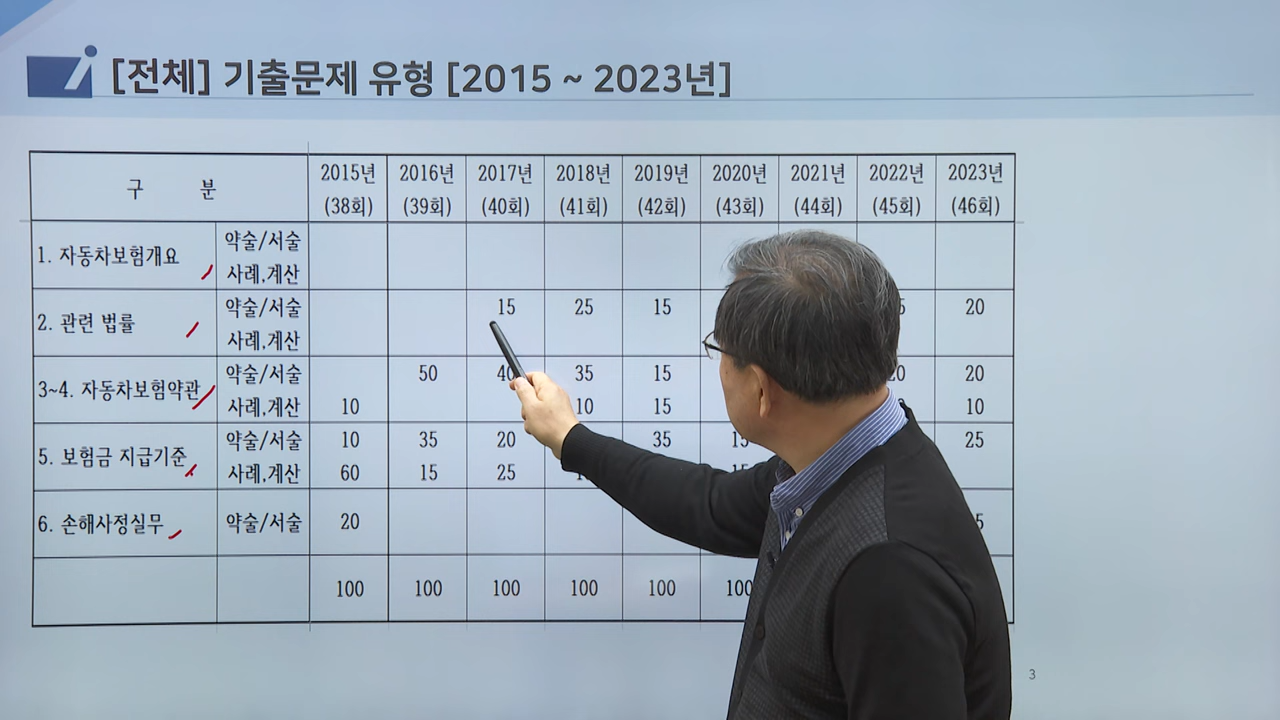 [전체] 기출문제 유형 [2015 ~ 2023년]
구 분 2015년 (38회) 2016년 (39회) 2017년 (40회) 2018년 (41회) 2019년 (42회) 2020년 (43회) 2021년 (44회) 2022년 (45회) 2023년 (46회)
1. 자동차보험개요 약술/서술
사례,계산
2. 관련 법률 약술/서술 15 25 15 20
사례,계산
3~4. 자동차보험약관 약술/서술 50 40 35 15 20
사례,계산 10 10 15 10
5. 보험금 지급기준 약술/서술 10 35 20 35 15 25
사례,계산 60 15 25
6. 손해사정실무 약술/서술 20
100 100 100 100 100 100
3